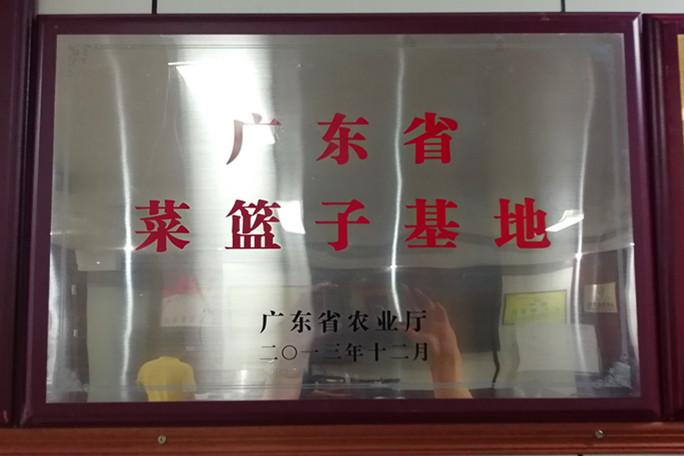 广东省
菜篮子基地
广东省农业厅
二〇一三年十二月